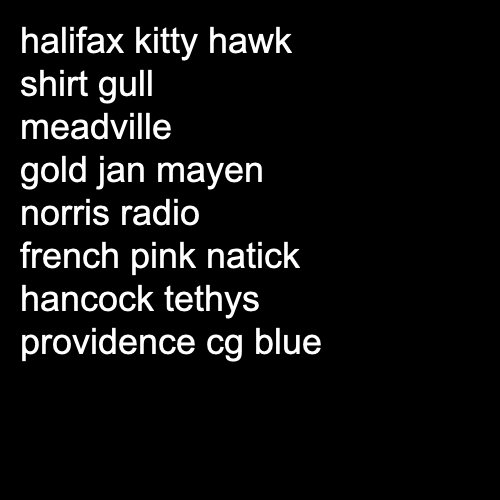 halifax kitty hawk
shirt gull
meadville
gold jan mayen
norris radio
french pink natick
hancock tethys
providence cg blue